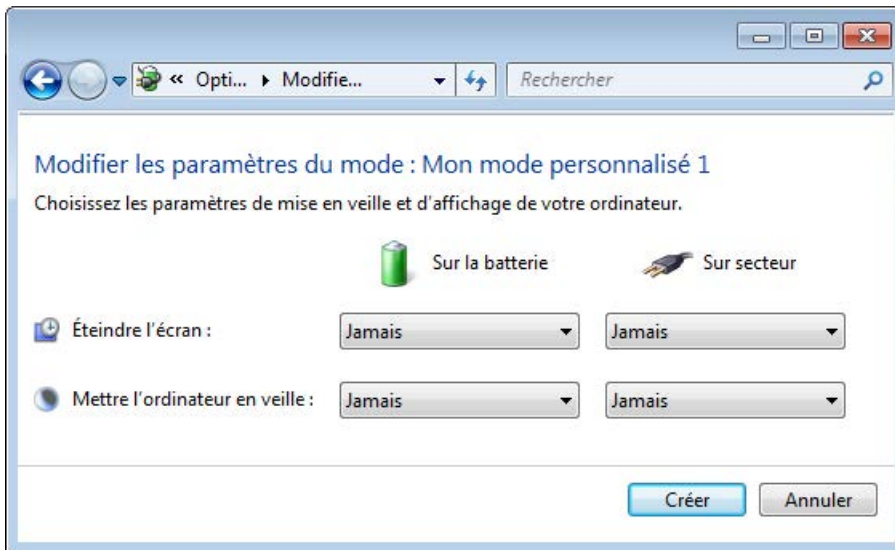 « Opti... Modifie... Rechercher
Modifier les paramètres du mode : Mon mode personnalisé 1
Choisissez les paramètres de mise en veille et d'affichage de votre ordinateur.
Sur la batterie Sur secteur
Éteindre l'écran : Jamais Jamais
Mettre l'ordinateur en veille : Jamais Jamais
Créer Annuler